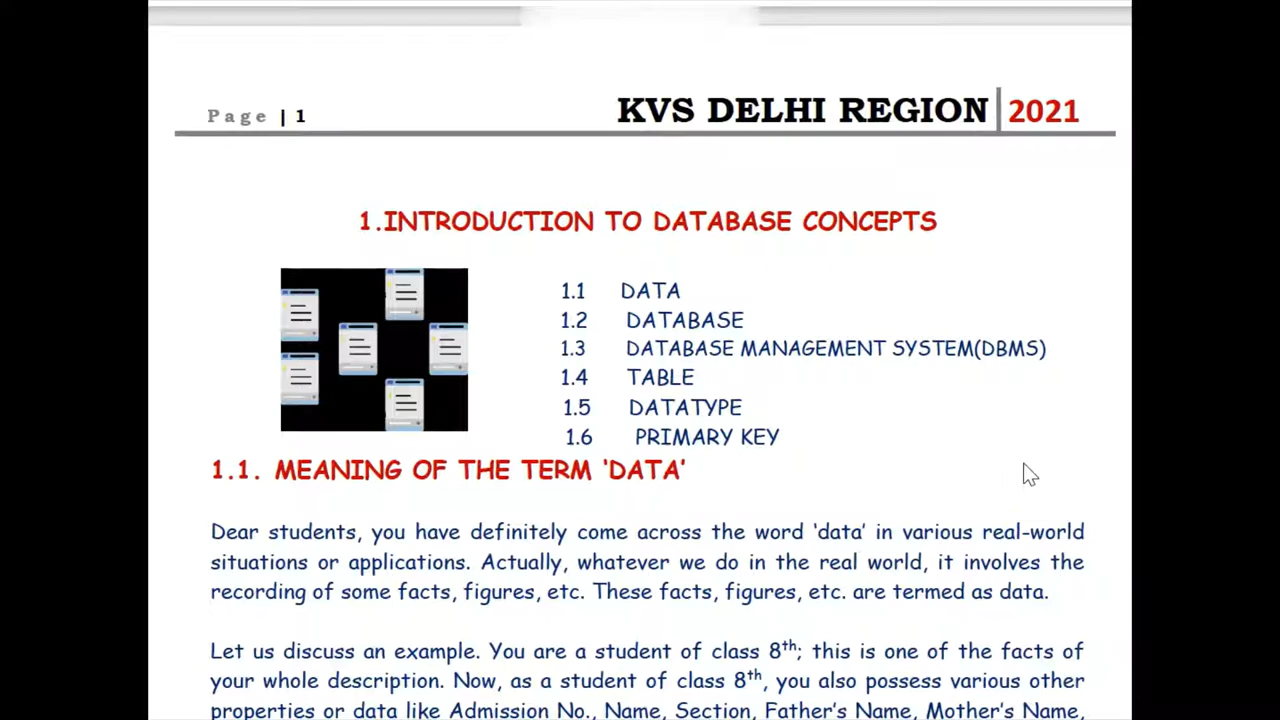 Page | 1
KVS DELHI REGION 2021
1.INTRODUCTION TO DATABASE CONCEPTS
1.1 DATA
1.2 DATABASE
1.3 DATABASE MANAGEMENT SYSTEM(DBMS)
1.4 TABLE
1.5 DATATYPE
1.6 PRIMARY KEY
1.1. MEANING OF THE TERM ‘DATA’
Dear students, you have definitely come across the word ‘data’ in various real-world
situations or applications. Actually, whatever we do in the real world, it involves the
recording of some facts, figures, etc. These facts, figures, etc. are termed as data.
Let us discuss an example. You are a student of class 8th; this is one of the facts of
your whole description. Now, as a student of class 8th, you also possess various other
properties or data like Admission No., Name, Section, Father’s Name, Mother’s Name,